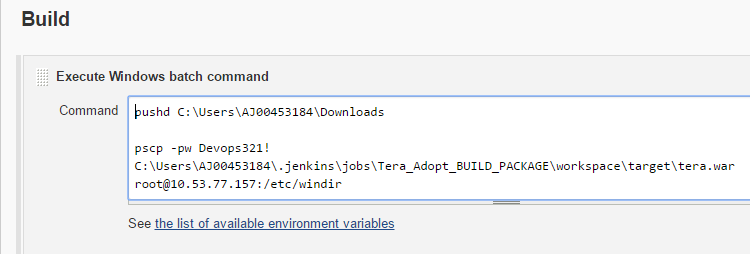 Build
Execute Windows batch command
Command
pushd C:\Users\AJ00453184\Downloads
pscp -pw Devops321!
C:\Users\AJ00453184\.jenkins\jobs\Tera_Adopt_BUILD_PACKAGE\workspace\target\tera.war
root@10.53.77.157:/etc/windir
See the list of available environment variables